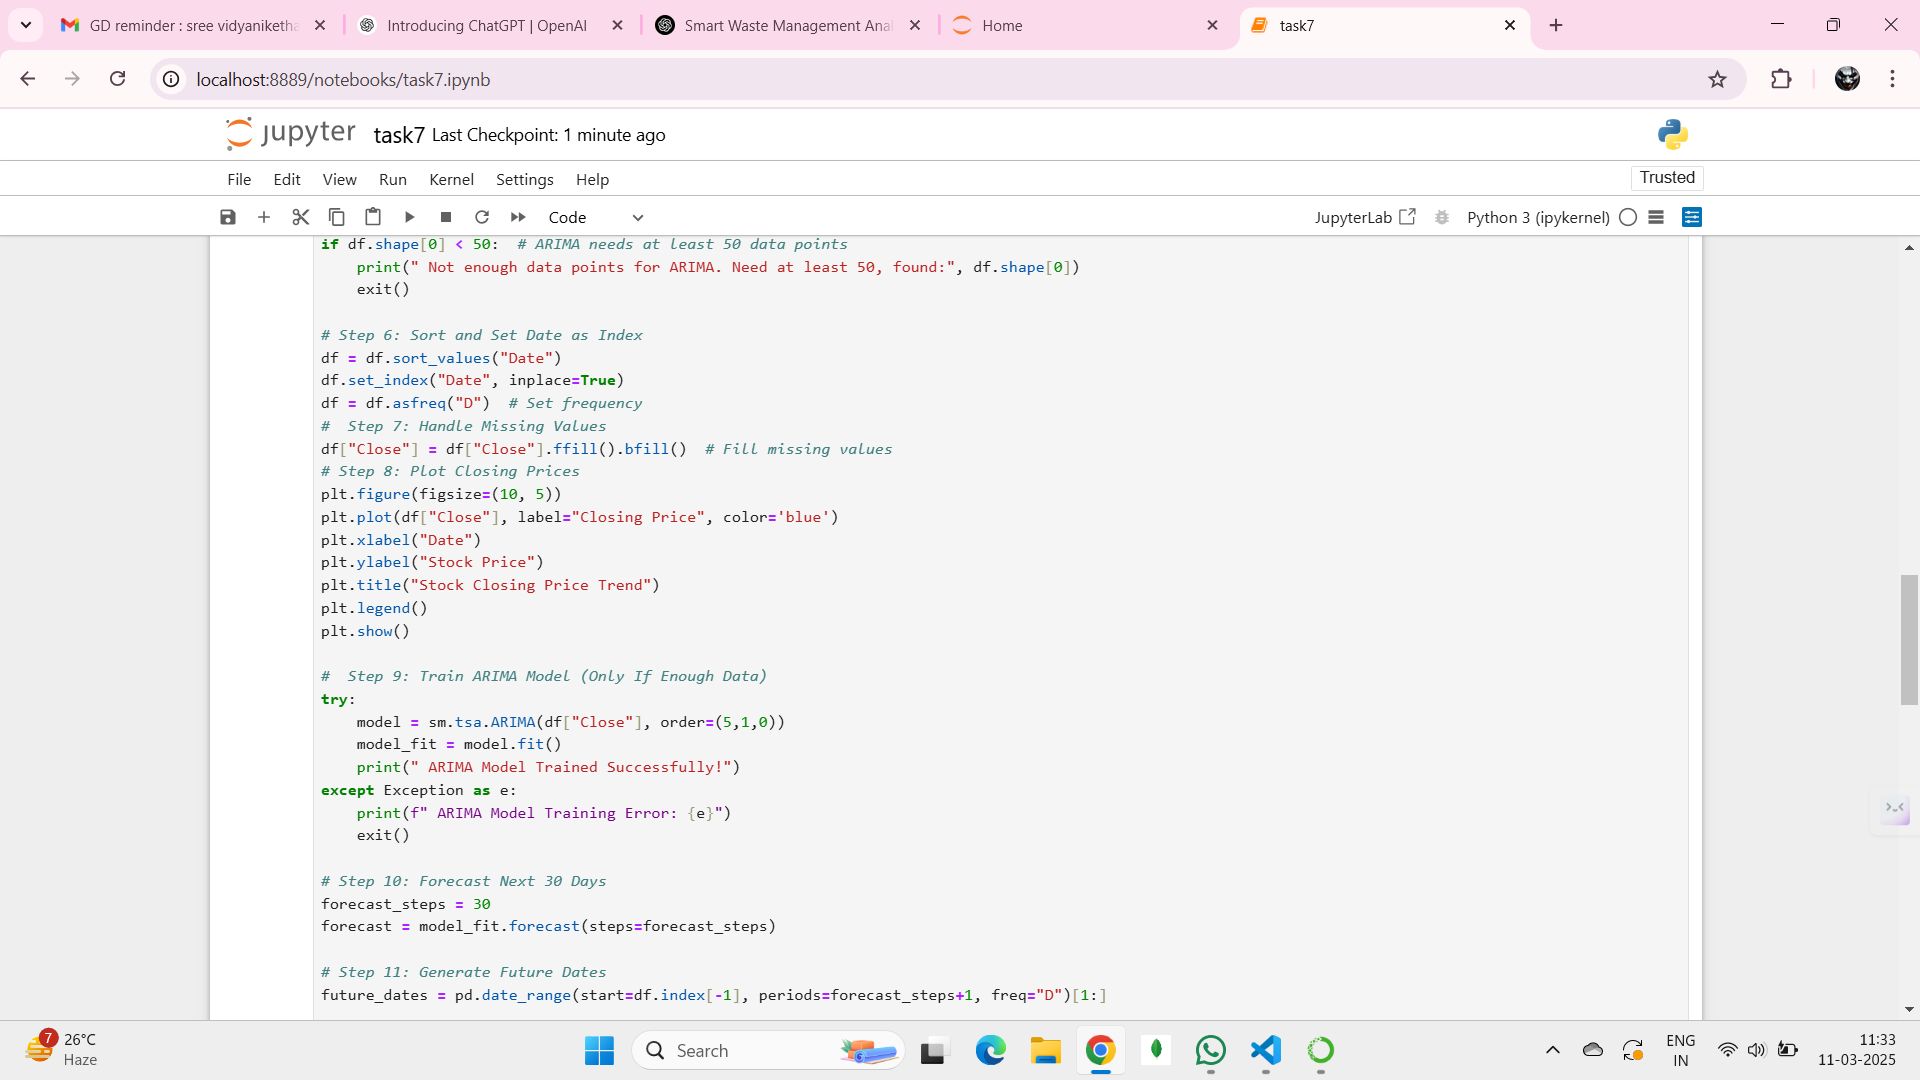 GD reminder : sree vidyaniketha
Introducing ChatGPT | OpenAI
Smart Waste Management Anal
Home
task7
localhost:8889/notebooks/task7.ipynb
jupyter task7 Last Checkpoint: 1 minute ago
File Edit View Run Kernel Settings Help
Trusted
Code
JupyterLab
Python 3 (ipykernel)
if df.shape[0] < 50:  # ARIMA needs at least 50 data points
    print(" Not enough data points for ARIMA. Need at least 50, found:", df.shape[0])
    exit()
# Step 6: Sort and Set Date as Index
df = df.sort_values("Date")
df.set_index("Date", inplace=True)
df = df.asfreq("D")  # Set frequency
#  Step 7: Handle Missing Values
df["Close"] = df["Close"].ffill().bfill()  # Fill missing values
# Step 8: Plot Closing Prices
plt.figure(figsize=(10, 5))
plt.plot(df["Close"], label="Closing Price", color='blue')
plt.xlabel("Date")
plt.ylabel("Stock Price")
plt.title("Stock Closing Price Trend")
plt.legend()
plt.show()
#  Step 9: Train ARIMA Model (Only If Enough Data)
try:
    model = sm.tsa.ARIMA(df["Close"], order=(5,1,0))
    model_fit = model.fit()
    print(" ARIMA Model Trained Successfully!")
except Exception as e:
    print(f" ARIMA Model Training Error: {e}")
    exit()
# Step 10: Forecast Next 30 Days
forecast_steps = 30
forecast = model_fit.forecast(steps=forecast_steps)
# Step 11: Generate Future Dates
future_dates = pd.date_range(start=df.index[-1], periods=forecast_steps+1, freq="D")[1:]
7
26°C
Haze
Search
ENG
IN
11:33
11-03-2025